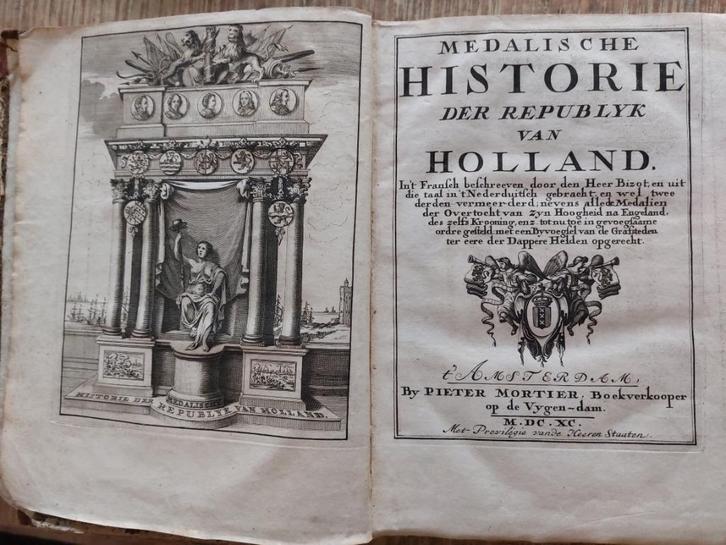 HISTORIE DER MEDALISCHE
REPUBLYK VAN HOLLAND.
MEDALISCHE
HISTORIE
DER REPUBLYK
VAN
HOLLAND.
In't Fransch beschreeven door den Heer Bizot, en uit
die taal in't Nederduitsch gebracht, en wel twee
derden vermeerderd; nevens alle de Medalien
der Overtocht van Zyn Hoogheid na Engeland,
des zelfs Krooning, enz tot nu toe in gevoegsaame
ordre gesteld met een Byvoegsel van de Grafsteden
ter eere der Dappere Helden opgerecht.
t'AMSTERDAM,
By PIETER MORTIER, Boekverkooper
op de Vygen-dam.
M.DC.XC.
Met Previlegie vande Heeren Staaten.